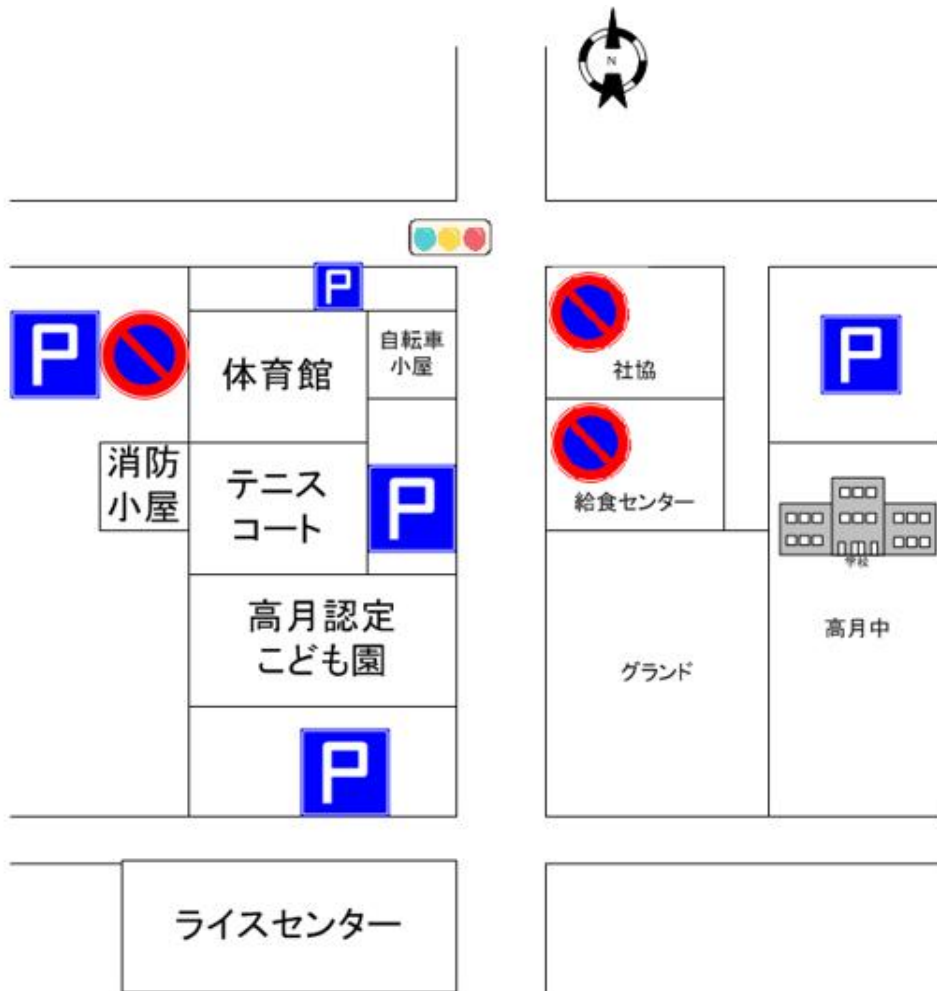 N
P
P
体育館
自転車
小屋
社協
P
消防
小屋
テニス
コート
P
給食センター
学校
高月認定
こども園
グランド
高月中
P
ライスセンター